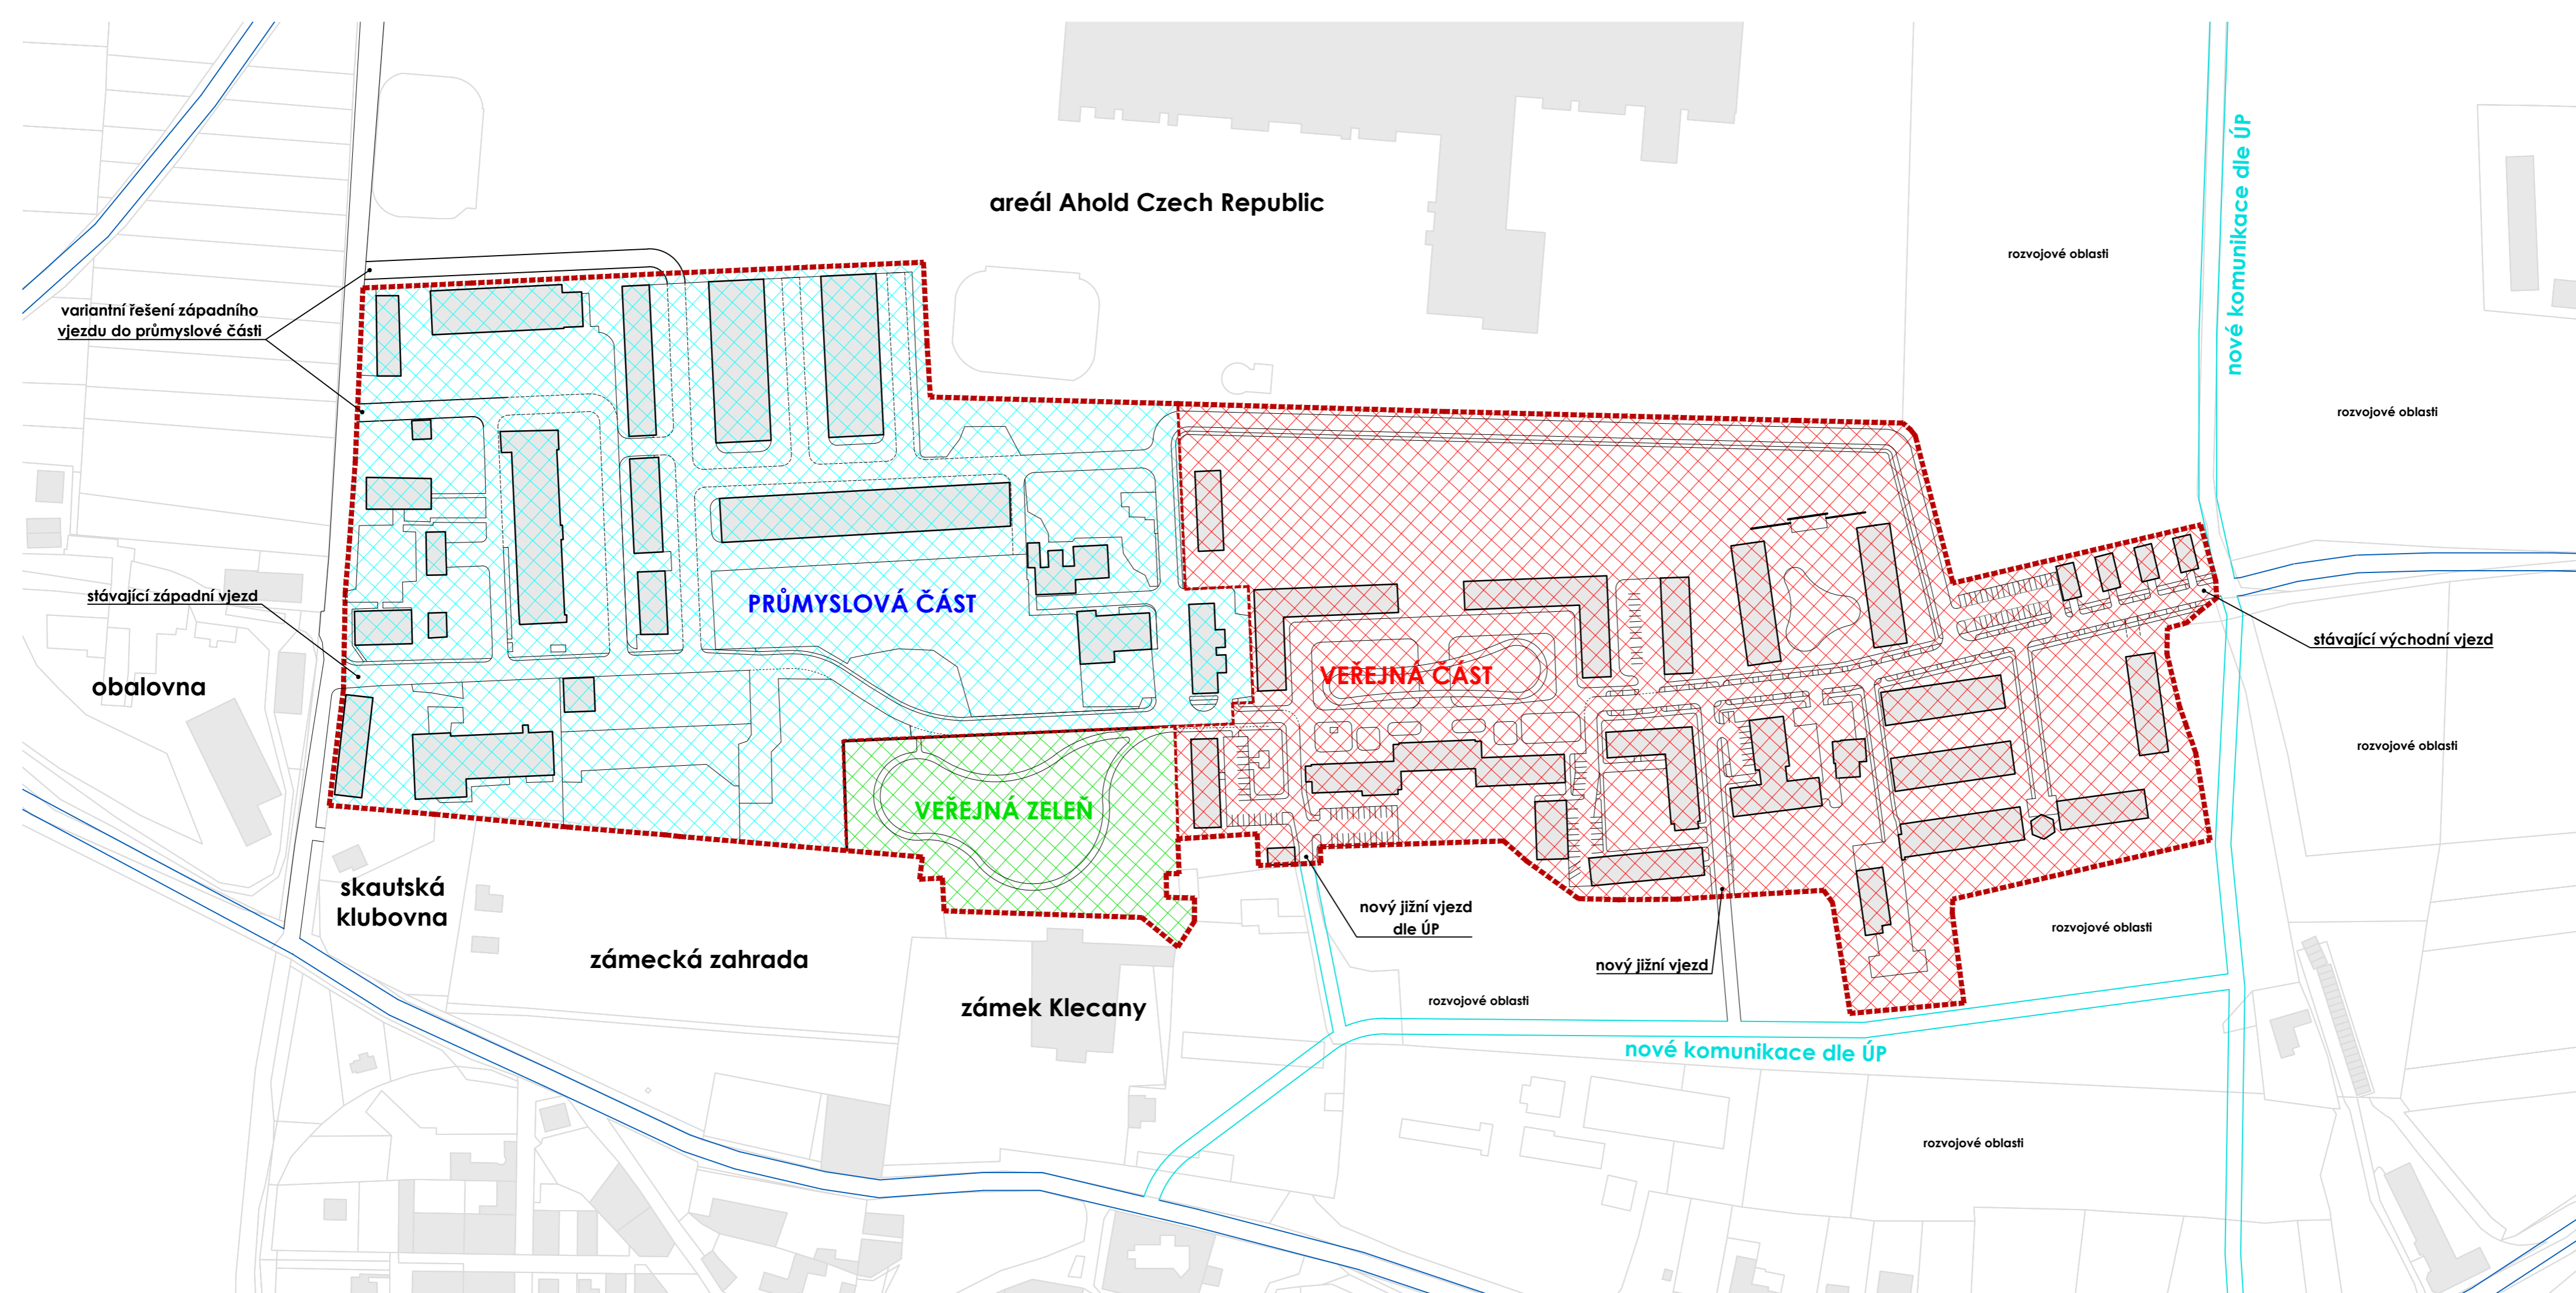 nové komunikace dle ÚP
areál Ahold Czech Republic
rozvojové oblasti
variantní řešení západního
vjezdu do průmyslové části
rozvojové oblasti
stávající západní vjezd
PRŮMYSLOVÁ ČÁST
stávající východní vjezd
VEŘEJNÁ ČÁST
obalovna
rozvojové oblasti
VEŘEJNÁ ZELEŇ
skautská
klubovna
nový jižní vjezd
dle ÚP
rozvojové oblasti
zámecká zahrada
nový jižní vjezd
rozvojové oblasti
zámek Klecany
nové komunikace dle ÚP
rozvojové oblasti